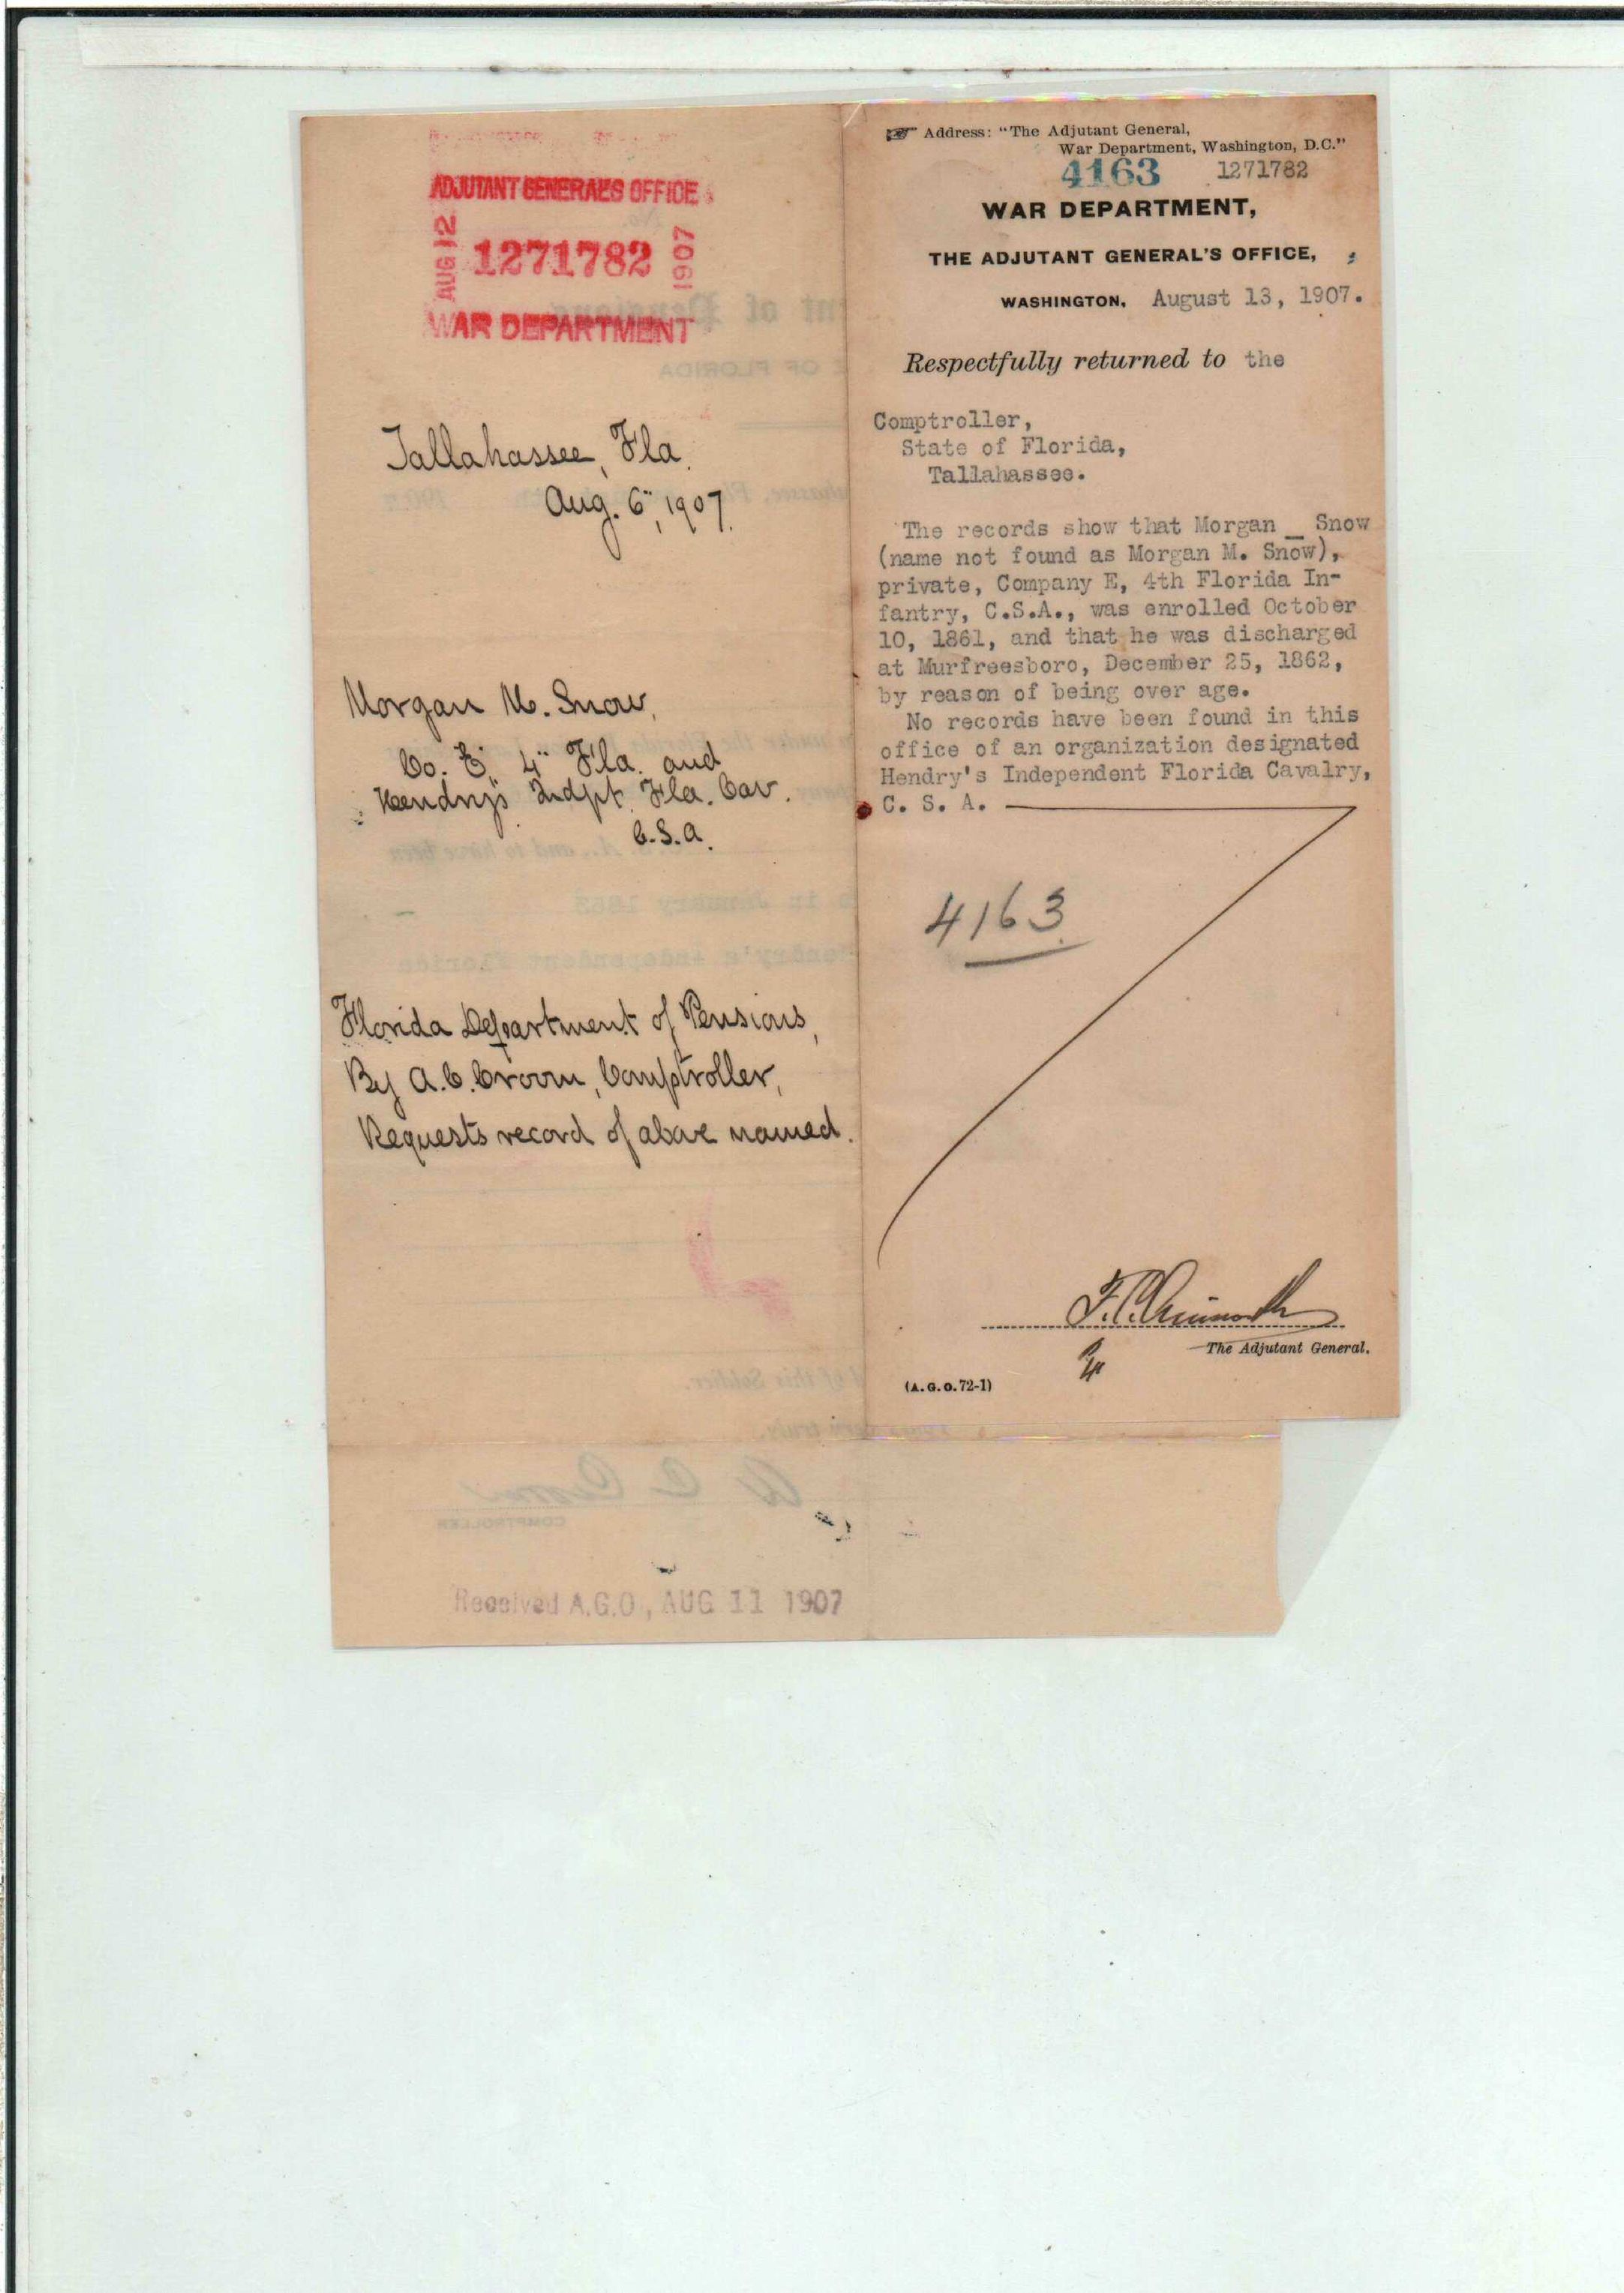 ADJUTANT GENERAL'S OFFICE
AUG 12 1271782 1907
WAR DEPARTMENT
Tallahassee, Fla.
Aug. 6", 1907.
Morgan M. Snow,
Co. E, 4" Fla. and
Hendry's Indpt. Fla. Cav.
C.S.A.
Florida Department of Pensions,
By A.C. Croom, Comptroller,
Requests record of above named.
COMPTROLLER
Received A.G.O., AUG 11 1907
Address: "The Adjutant General,
War Department, Washington, D.C."
4163 1271782
WAR DEPARTMENT,
THE ADJUTANT GENERAL'S OFFICE,
WASHINGTON, August 13, 1907.
Respectfully returned to the
Comptroller,
State of Florida,
Tallahassee.
The records show that Morgan _ Snow
(name not found as Morgan M. Snow),
private, Company E, 4th Florida In-
fantry, C.S.A., was enrolled October
10, 1861, and that he was discharged
at Murfreesboro, December 25, 1862,
by reason of being over age.
No records have been found in this
office of an organization designated
Hendry's Independent Florida Cavalry,
C. S. A.
4163
F.C. Ainsworth
The Adjutant General.
(A.G.O. 72-1)